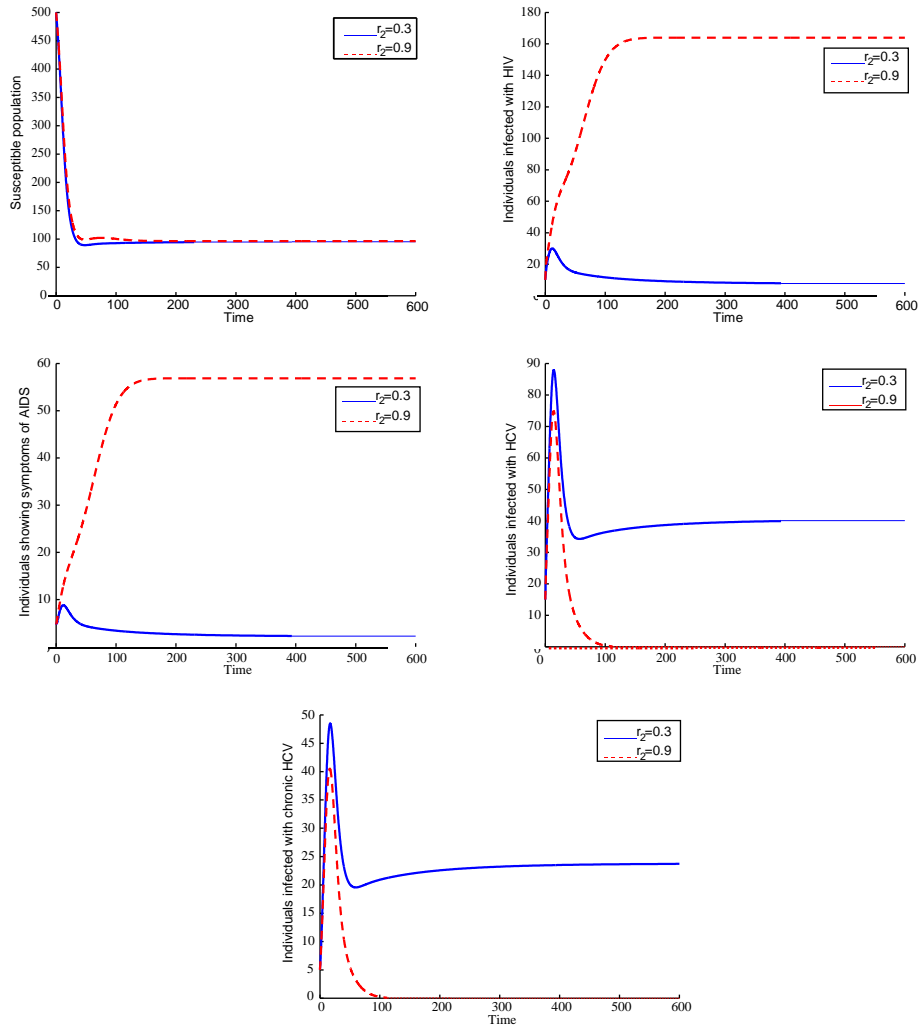 Susceptible population
500
450
400
350
300
250
200
150
100
50
0
0 100 200 300 400 500 600
Time
r2=0.3
r2=0.9
Individuals infected with HIV
180
160
140
120
100
80
60
40
20
0
0 100 200 300 400 500 600
Time
r2=0.3
r2=0.9
Individuals showing symptoms of AIDS
60
50
40
30
20
10
0 100 200 300 400 500 600
Time
r2=0.3
r2=0.9
Individuals infected with HCV
90
80
70
60
50
40
30
20
10
0 100 200 300 400 500 600
Time
r2=0.3
r2=0.9
Individuals infected with chronic HCV
50
45
40
35
30
25
20
15
10
5
0
0 100 200 300 400 500 600
Time
r2=0.3
r2=0.9